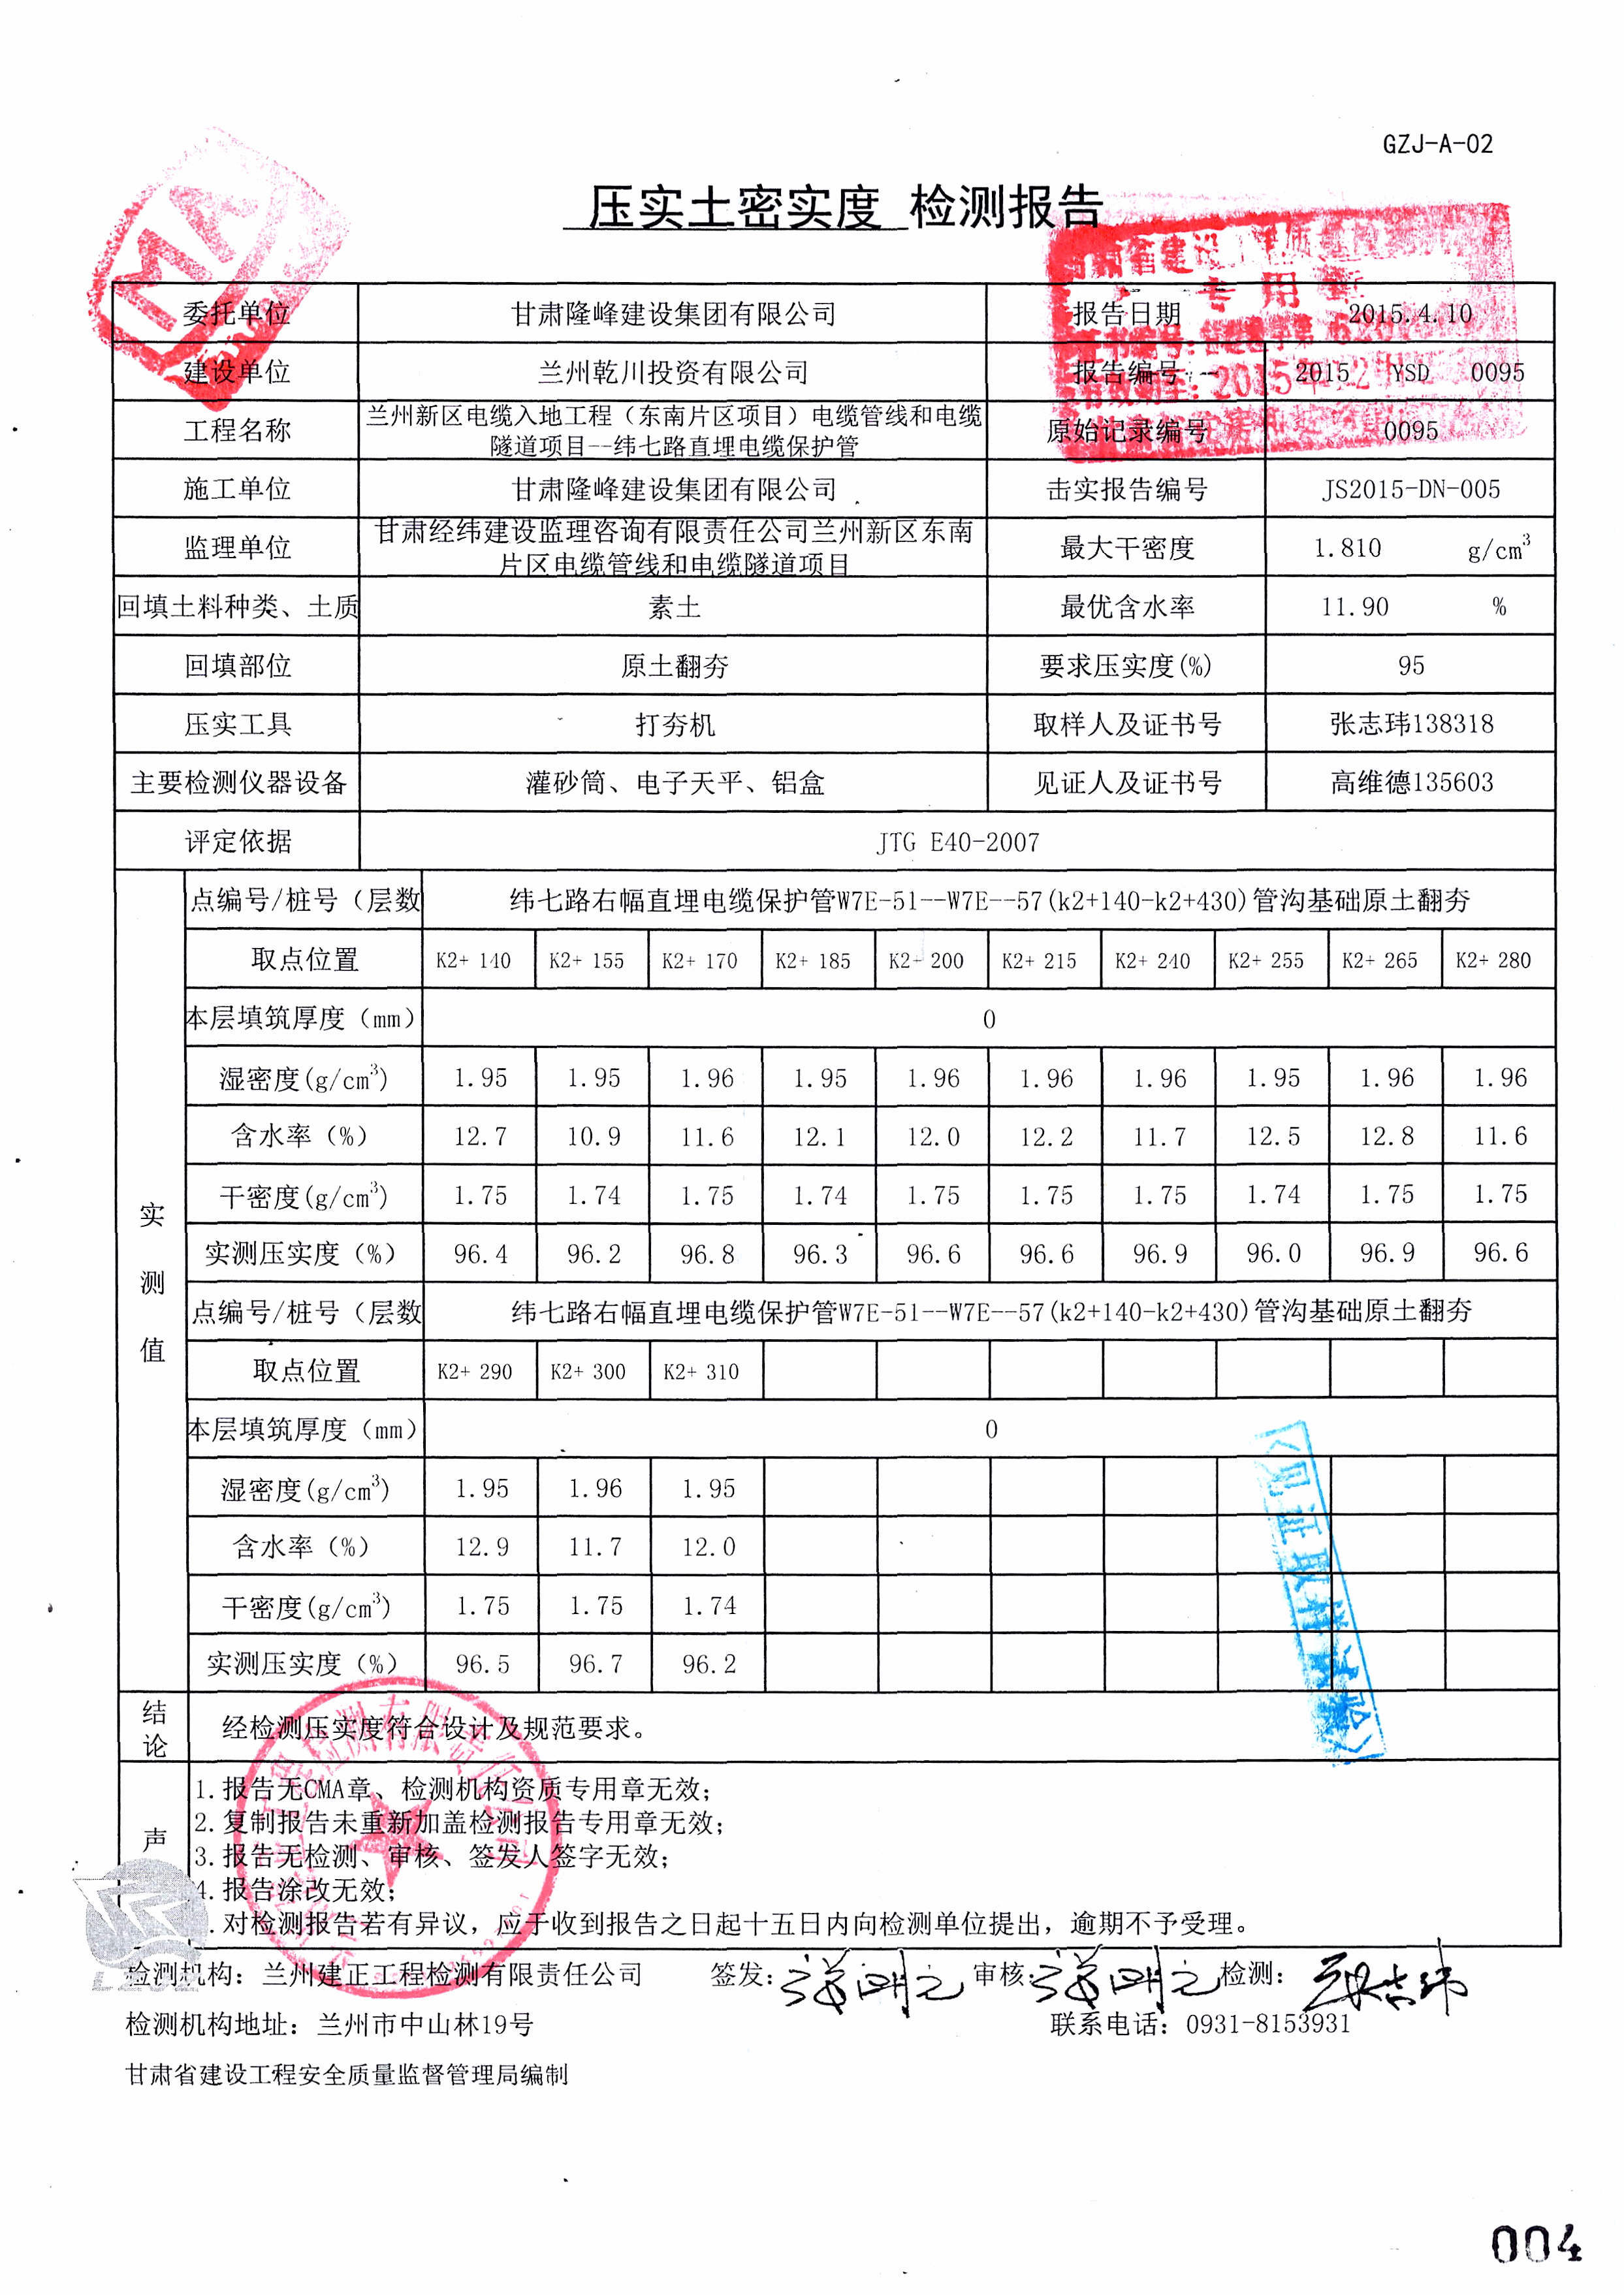 GZJ-A-02
压实土密实度 检测报告
委托单位 甘肃隆峰建设集团有限公司 报告日期 2015.4.10
建设单位 兰州乾川投资有限公司 报告编号 2015 YSD 0095
工程名称 兰州新区电缆入地工程（东南片区项目）电缆管线和电缆
隧道项目--纬七路直埋电缆保护管 原始记录编号 0095
施工单位 甘肃隆峰建设集团有限公司 击实报告编号 JS2015-DN-005
监理单位 甘肃经纬建设监理咨询有限责任公司兰州新区东南
片区电缆管线和电缆隧道项目 最大干密度 1.810 g/cm³
回填土料种类、土质 素土 最优含水率 11.90 %
回填部位 原土翻夯 要求压实度(%) 95
压实工具 打夯机 取样人及证书号 张志玮138318
主要检测仪器设备 灌砂筒、电子天平、铝盒 见证人及证书号 高维德135603
评定依据 JTG E40-2007
实测值
点编号/桩号（层数 纬七路右幅直埋电缆保护管W7E-51--W7E--57(k2+140-k2+430)管沟基础原土翻夯
取点位置 K2+ 140 K2+ 155 K2+ 170 K2+ 185 K2+ 200 K2+ 215 K2+ 240 K2+ 255 K2+ 265 K2+ 280
本层填筑厚度（mm） 0
湿密度(g/cm³) 1.95 1.95 1.96 1.95 1.96 1.96 1.96 1.95 1.96 1.96
含水率（%） 12.7 10.9 11.6 12.1 12.0 12.2 11.7 12.5 12.8 11.6
干密度(g/cm³) 1.75 1.74 1.75 1.74 1.75 1.75 1.75 1.74 1.75 1.75
实测压实度（%） 96.4 96.2 96.8 96.3 96.6 96.6 96.9 96.0 96.9 96.6
点编号/桩号（层数 纬七路右幅直埋电缆保护管W7E-51--W7E--57(k2+140-k2+430)管沟基础原土翻夯
取点位置 K2+ 290 K2+ 300 K2+ 310
本层填筑厚度（mm） 0
湿密度(g/cm³) 1.95 1.96 1.95
含水率（%） 12.9 11.7 12.0
干密度(g/cm³) 1.75 1.75 1.74
实测压实度（%） 96.5 96.7 96.2
结论 经检测压实度符合设计及规范要求。
声
1.报告无CMA章、检测机构资质专用章无效；
2.复制报告未重新加盖检测报告专用章无效；
3.报告无检测、审核、签发人签字无效；
4.报告涂改无效；
.对检测报告若有异议，应于收到报告之日起十五日内向检测单位提出，逾期不予受理。
检测机构：兰州建正工程检测有限责任公司 签发： 审核： 检测：
检测机构地址：兰州市中山林19号 联系电话：0931-8153931
甘肃省建设工程安全质量监督管理局编制
004